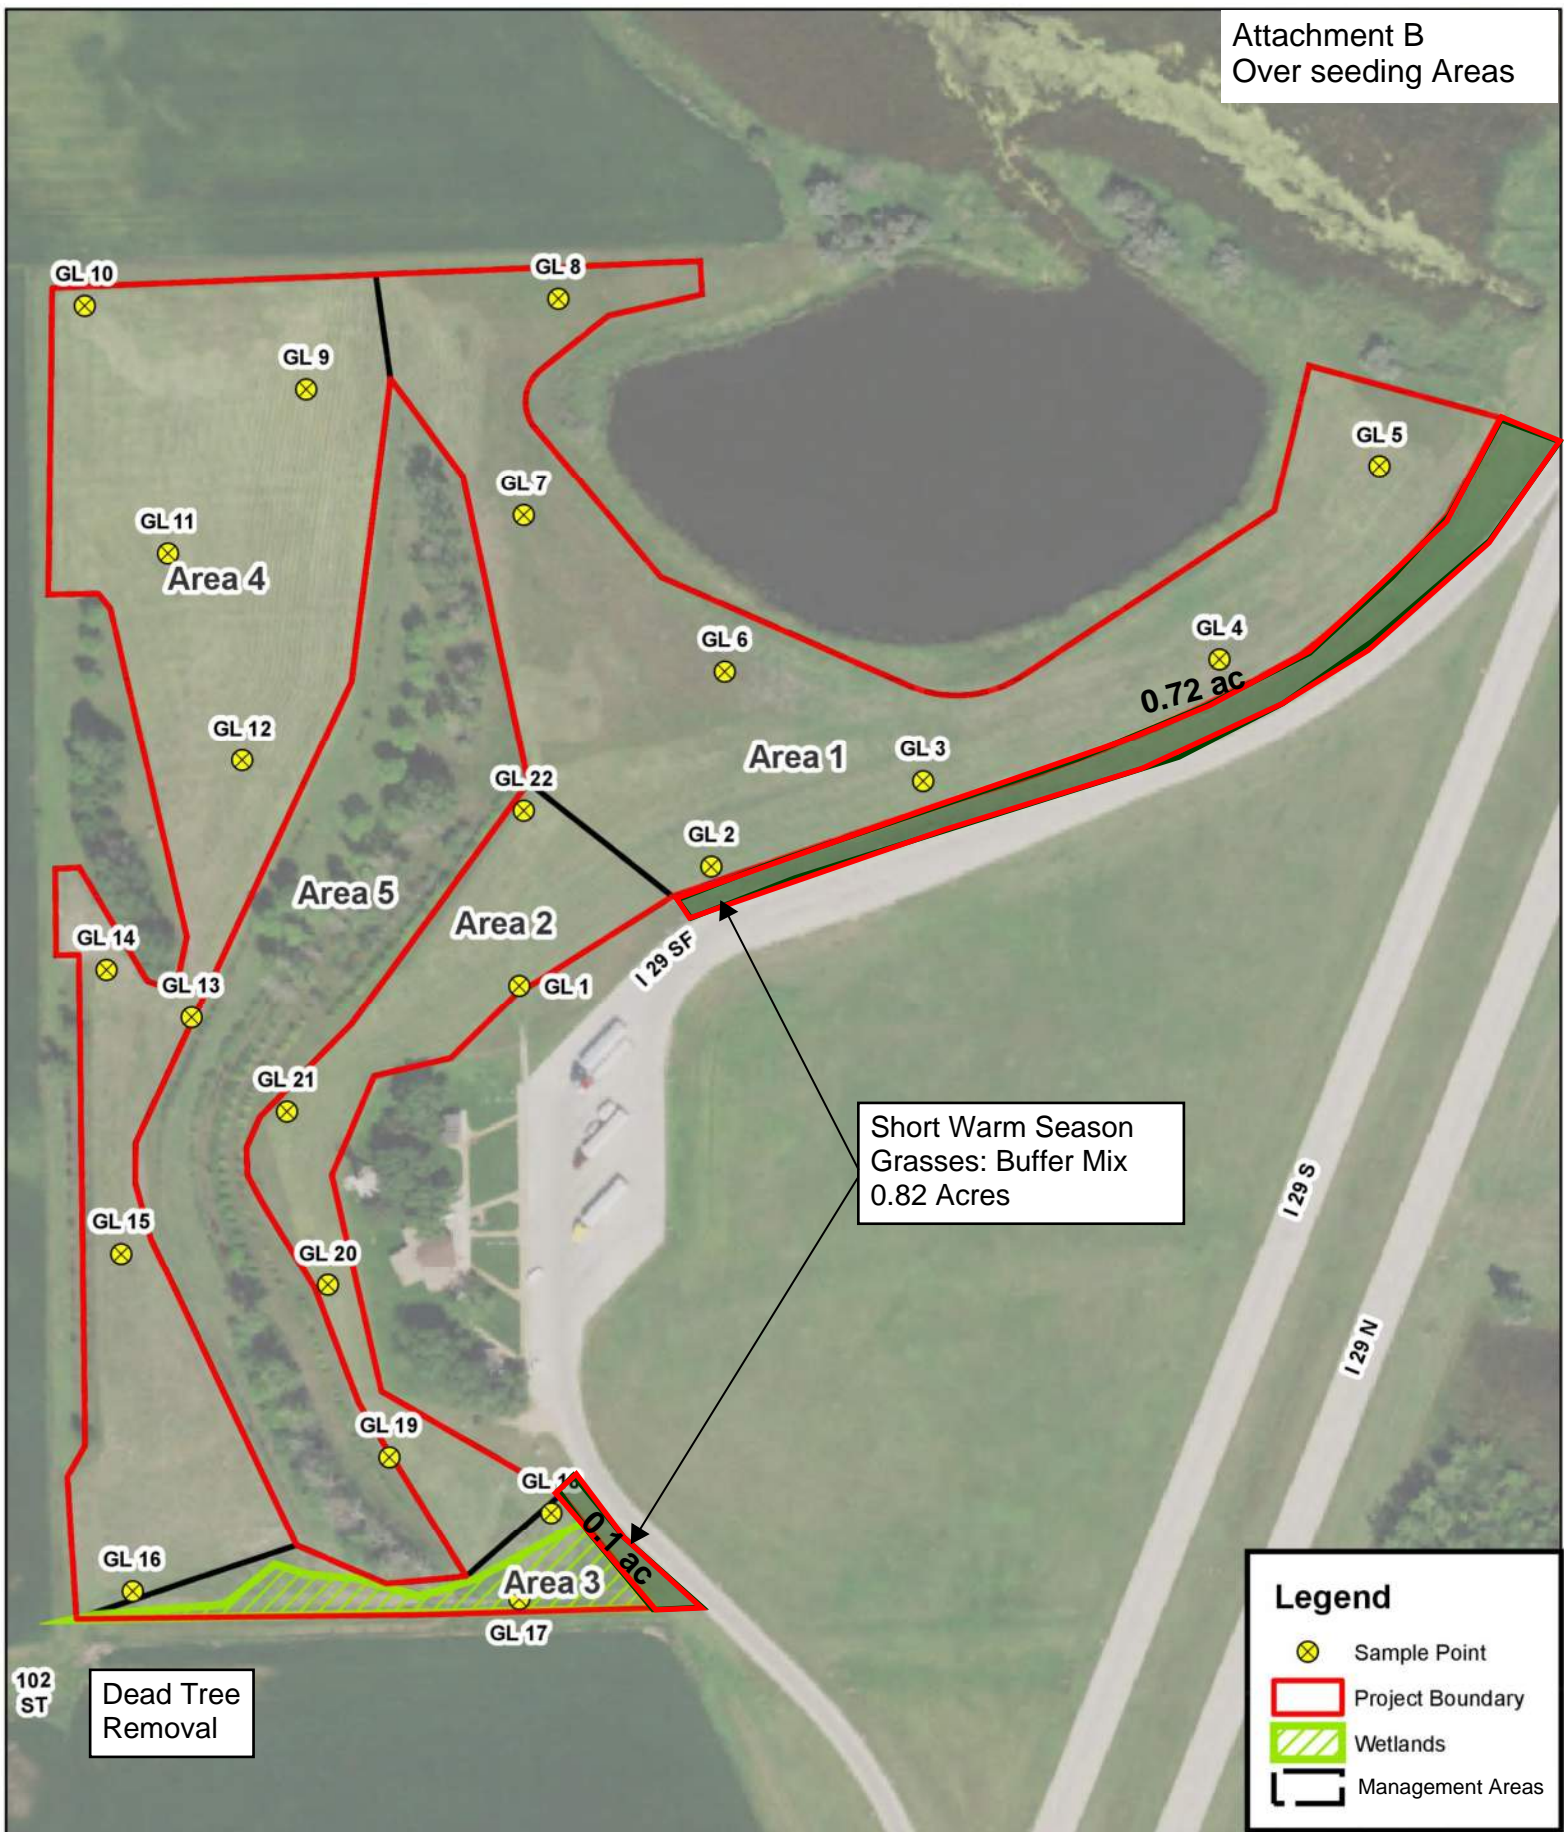 Attachment B
Over seeding Areas
GL 10
GL 8
GL 9
GL 5
GL 7
GL 11
Area 4
GL 6
GL 4
0.72 ac
GL 12
Area 1
GL 3
GL 22
GL 2
Area 5
Area 2
GL 14
I 29 SF
GL 13
GL 1
GL 21
Short Warm Season
Grasses: Buffer Mix
0.82 Acres
I 29 S
GL 15
GL 20
I 29 N
GL 19
GL 18
0.1 ac
GL 16
Area 3
GL 17
102
ST
Dead Tree
Removal
Legend
Sample Point
Project Boundary
Wetlands
Management Areas